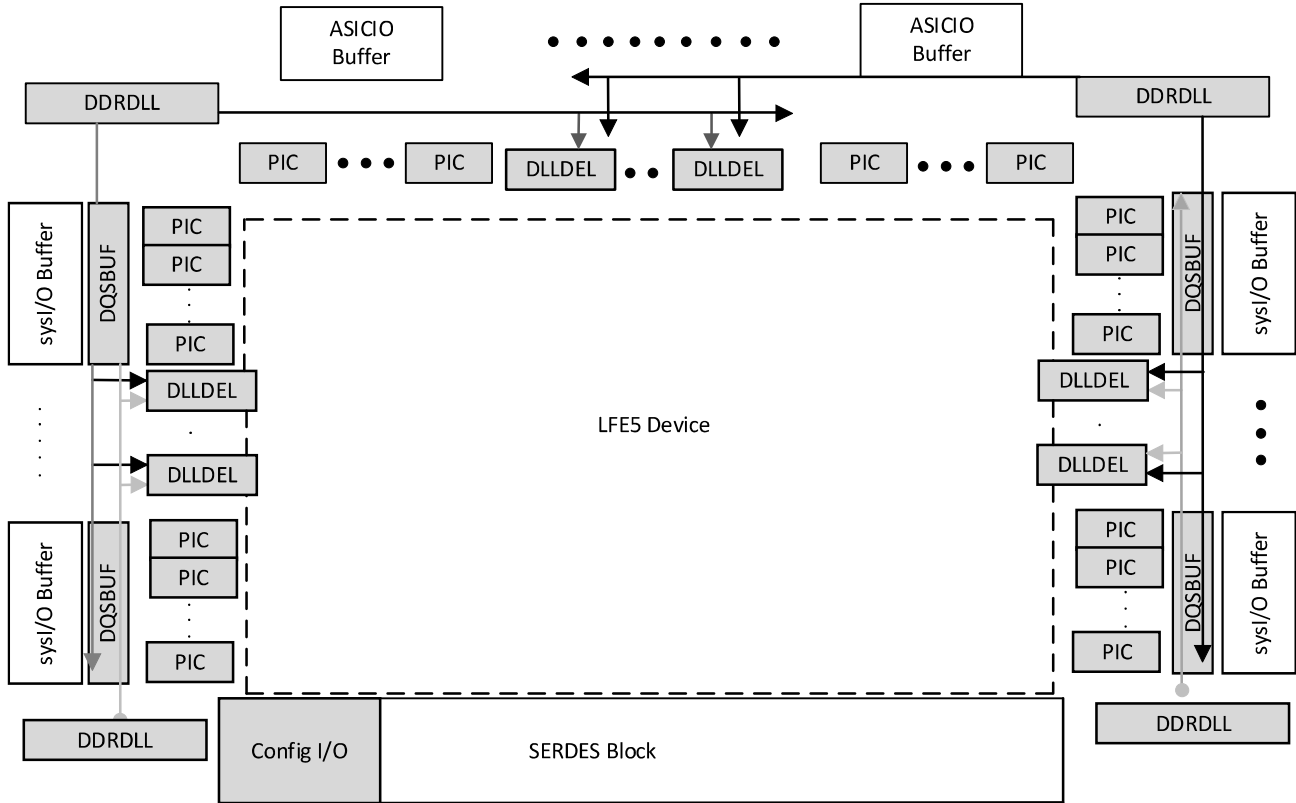 ASICIO
Buffer
ASICIO
Buffer
DDRDLL
DDRDLL
PIC
PIC
DLLDEL
DLLDEL
PIC
PIC
sysI/O Buffer
DQSBUF
PIC
PIC
PIC
DLLDEL
DLLDEL
sysI/O Buffer
DQSBUF
PIC
PIC
PIC
DDRDLL
LFE5 Device
PIC
PIC
PIC
DQSBUF
sysI/O Buffer
DLLDEL
DLLDEL
PIC
PIC
PIC
DQSBUF
sysI/O Buffer
DDRDLL
Config I/O
SERDES Block